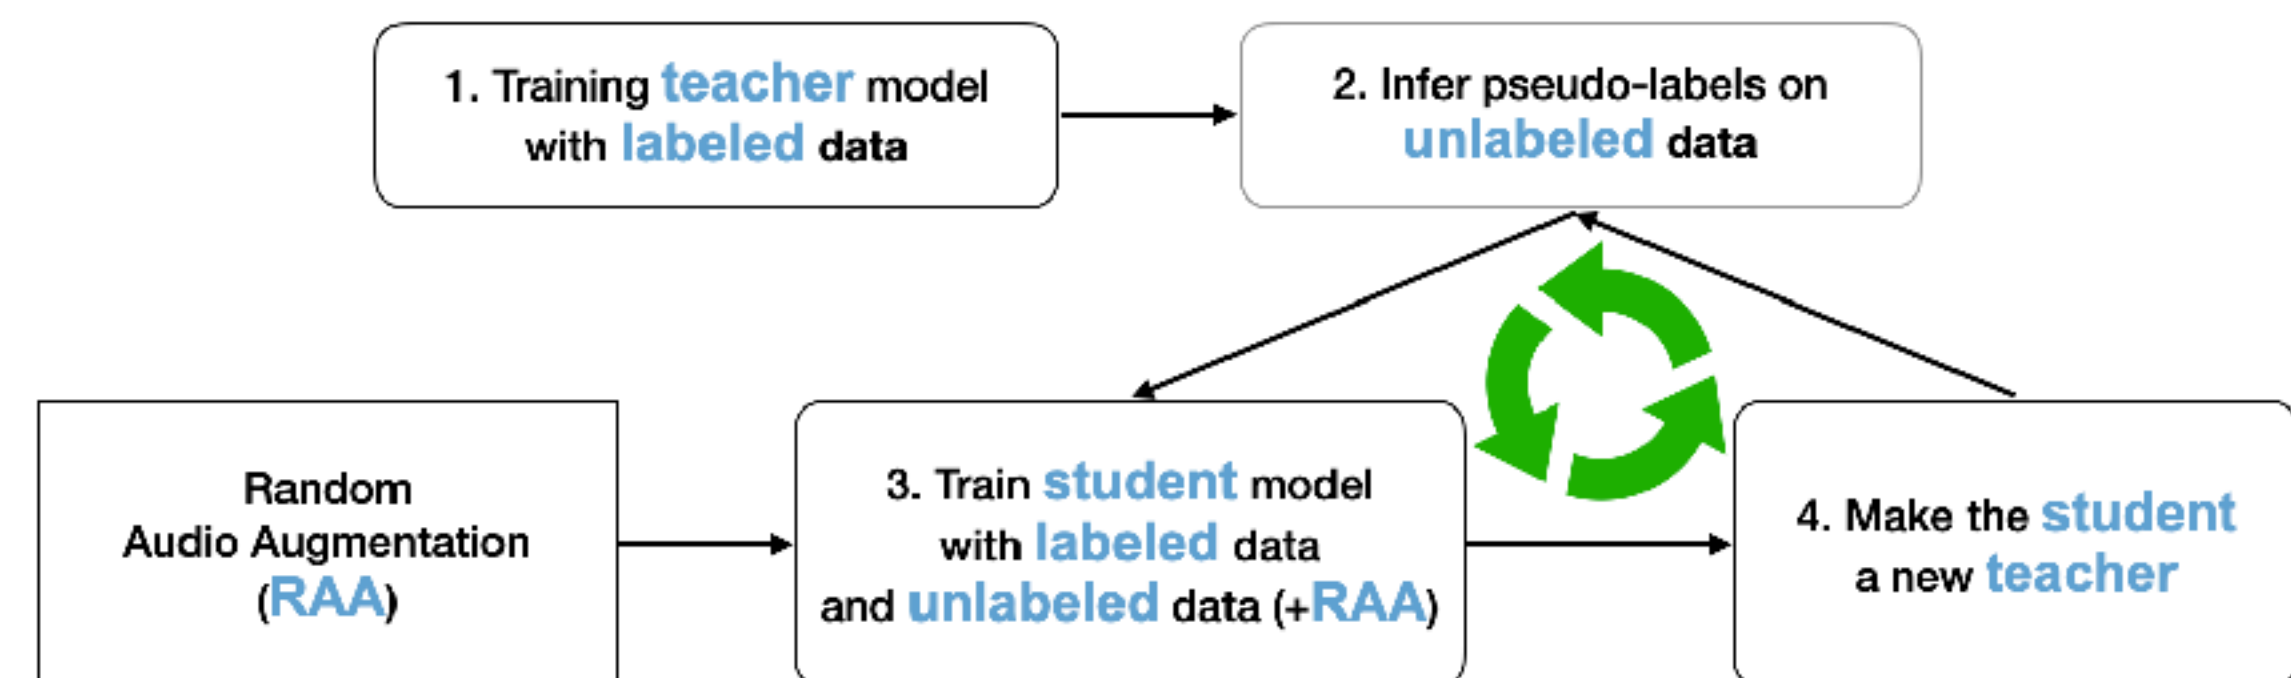 1. Training teacher model
with labeled data
2. Infer pseudo-labels on
unlabeled data
Random
Audio Augmentation
(RAA)
3. Train student model
with labeled data
and unlabeled data (+RAA)
4. Make the student
a new teacher